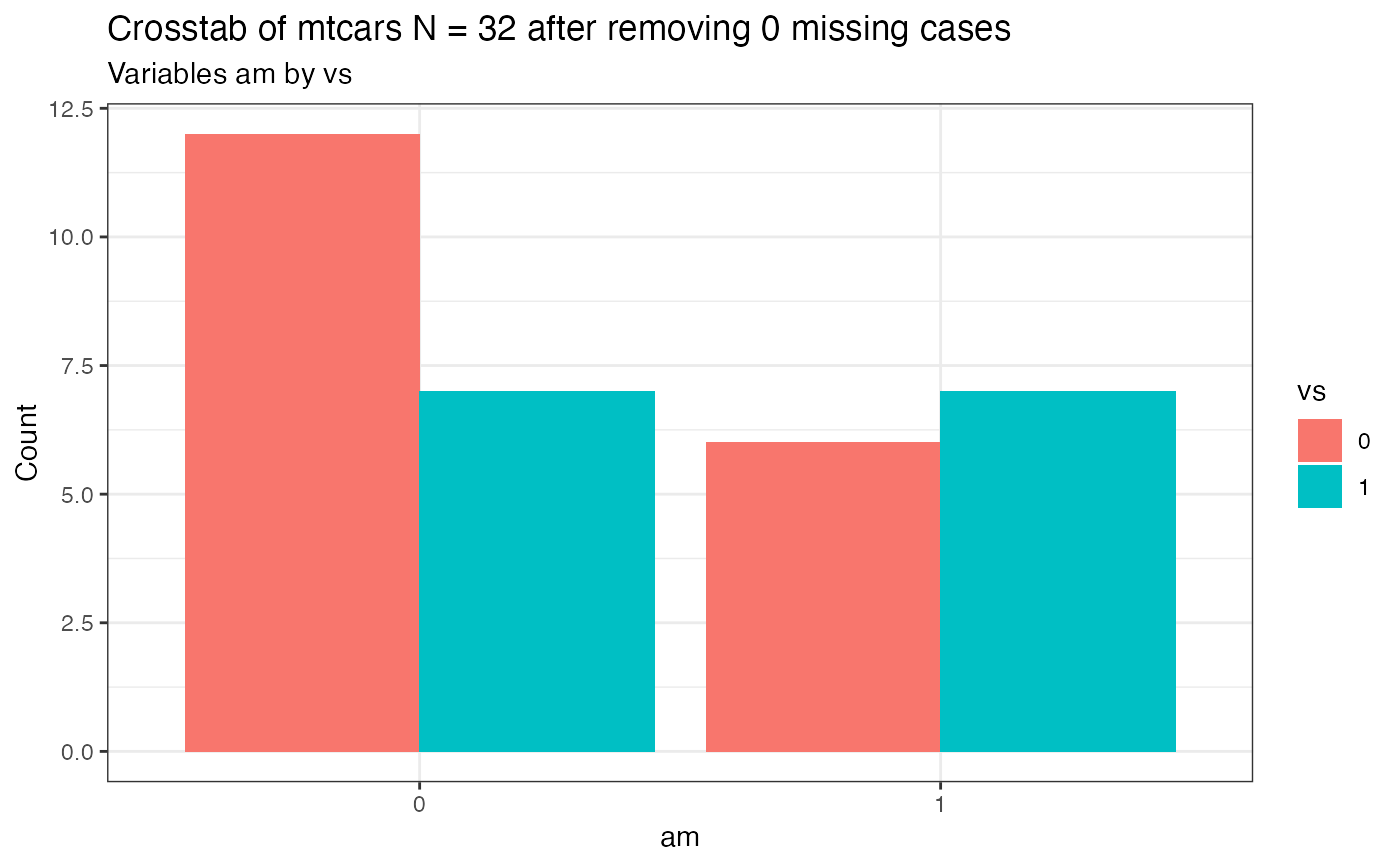 Crosstab of mtcars N = 32 after removing 0 missing cases
Variables am by vs
12.5
10.0
7.5
5.0
2.5
0.0
Count
0
1
am
vs
0
1